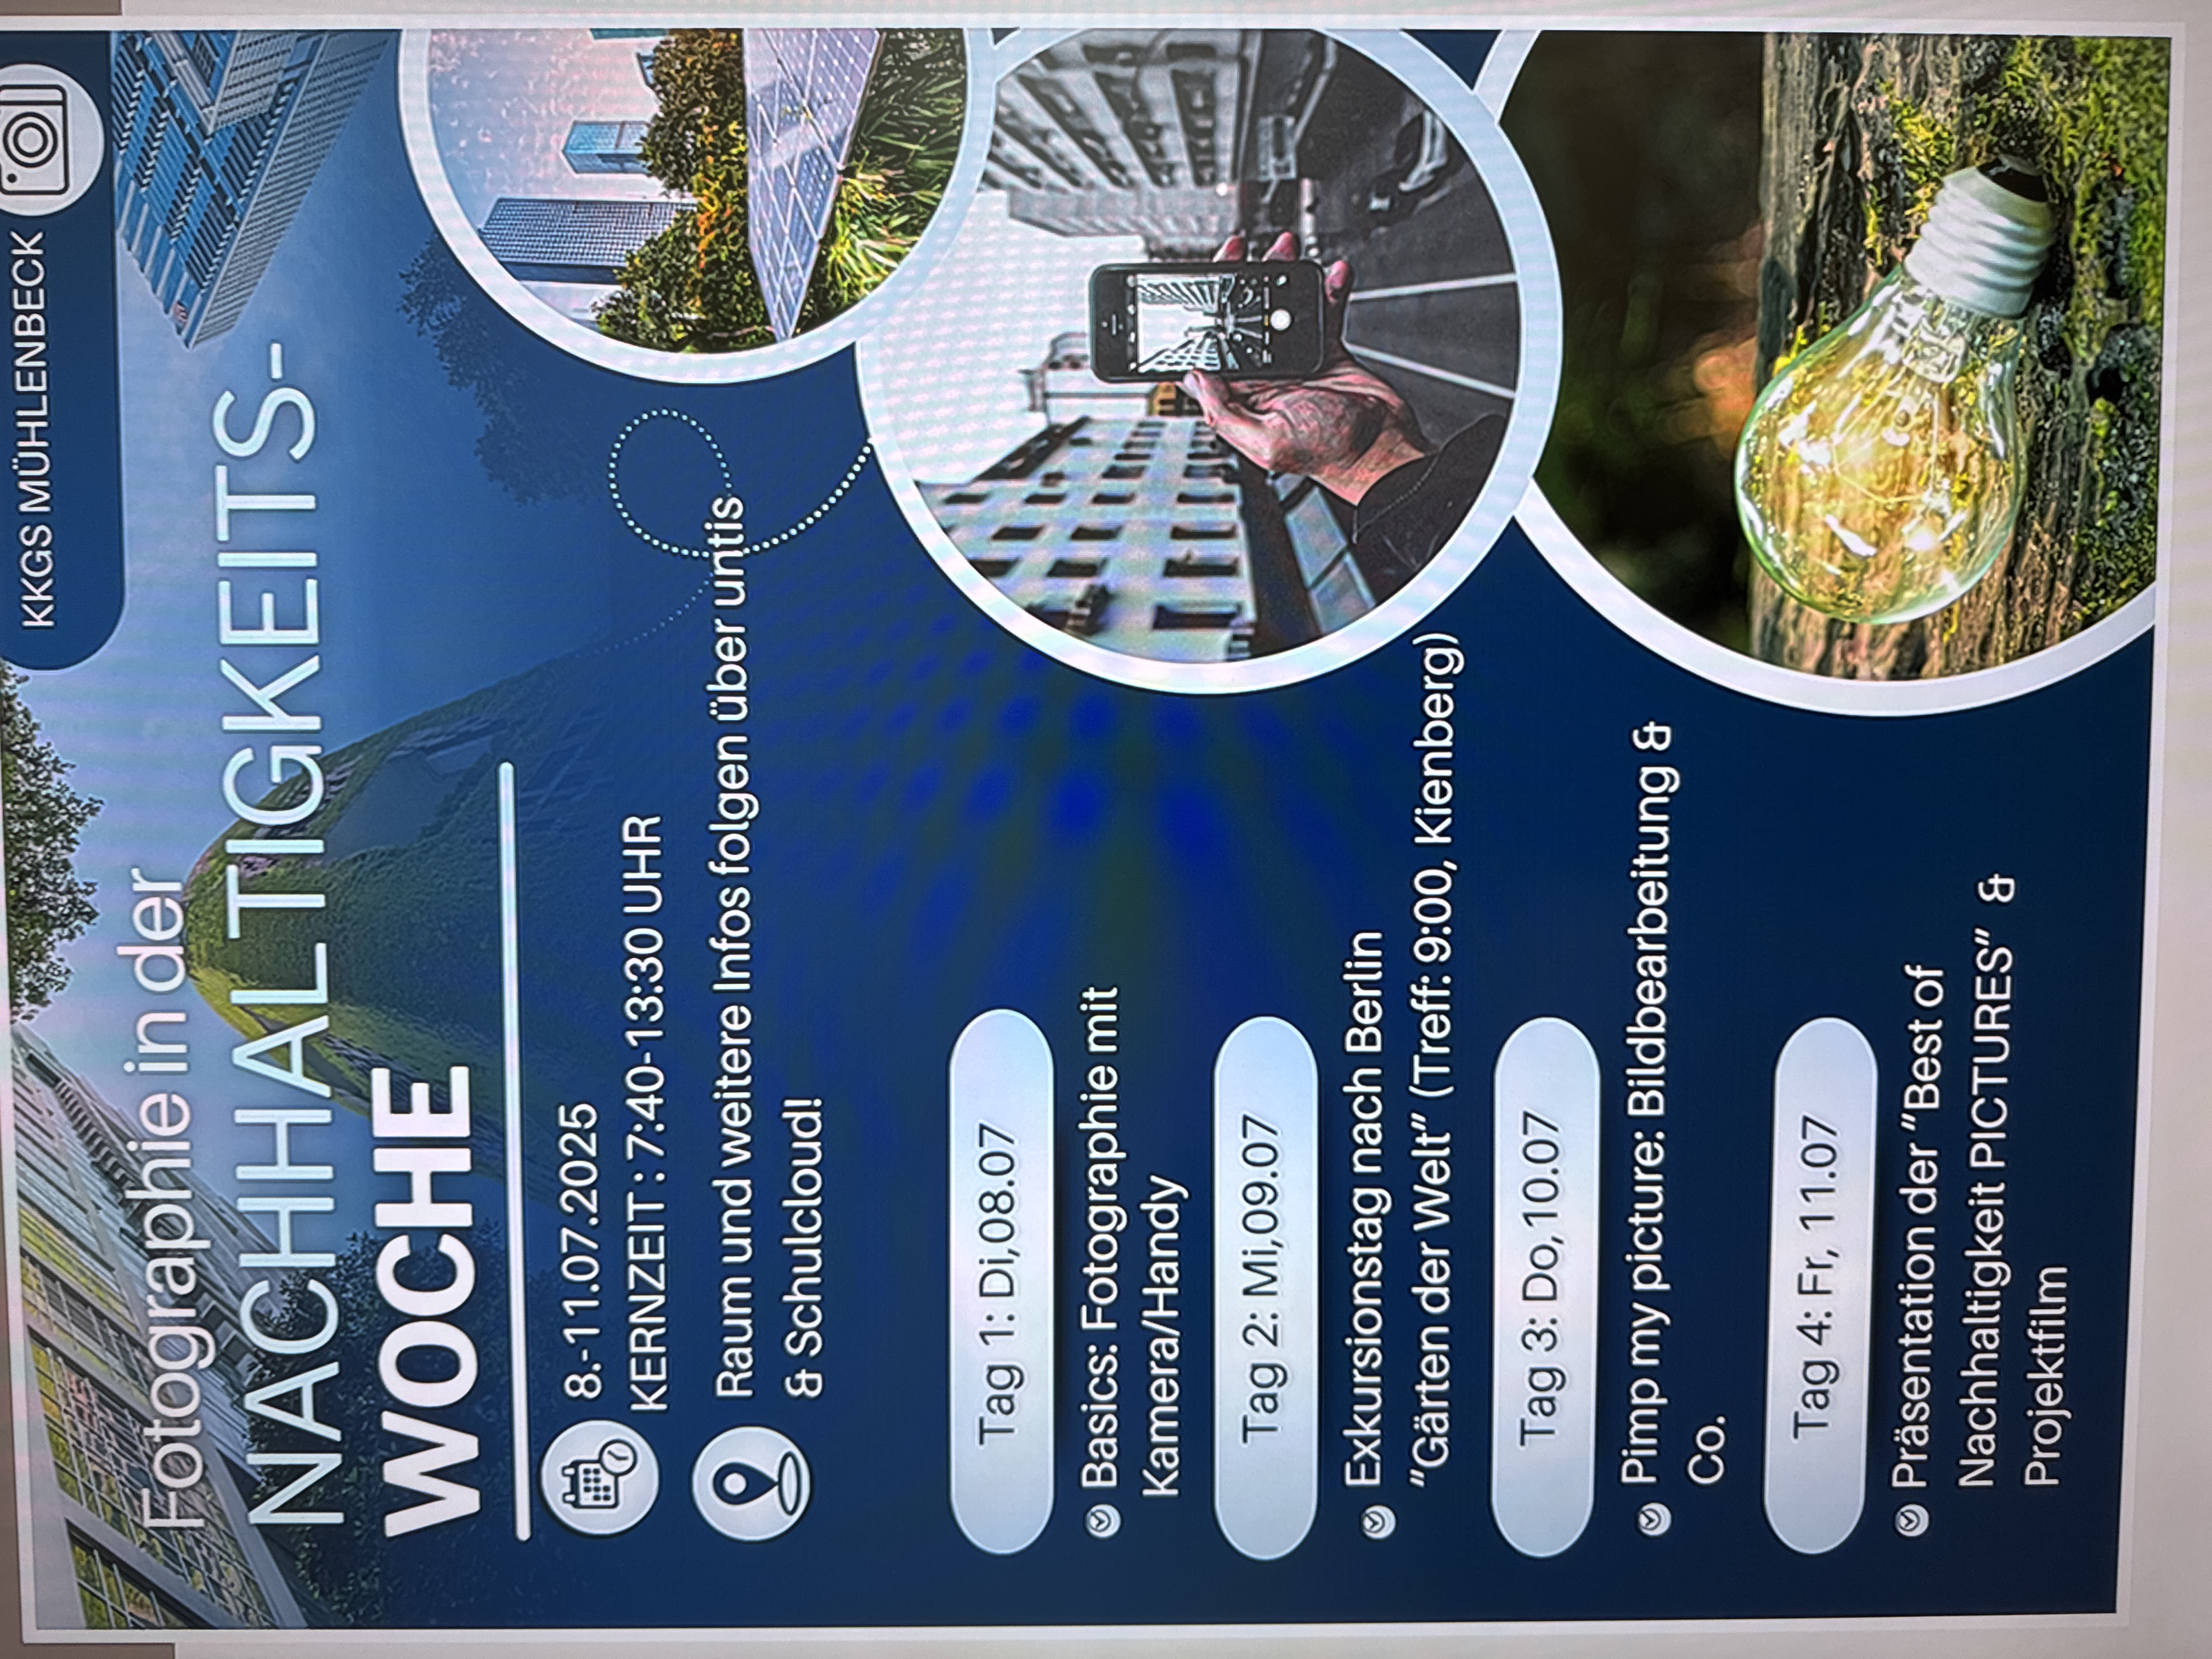 KKGS MÜHLENBECK
Fotographie in der
NACHHALTIGKEITS-
WOCHE
8.-11.07.2025
KERNZEIT : 7:40-13:30 UHR
Raum und weitere Infos folgen über untis
& Schulcloud!
Tag 1: Di,08.07
Basics: Fotographie mit
Kamera/Handy
Tag 2: Mi,09.07
Exkursionstag nach Berlin
"Gärten der Welt" (Treff: 9:00, Kienberg)
Tag 3: Do,10.07
Pimp my picture: Bildbearbeitung &
Co.
Tag 4: Fr, 11.07
Präsentation der "Best of
Nachhaltigkeit PICTURES" &
Projektfilm